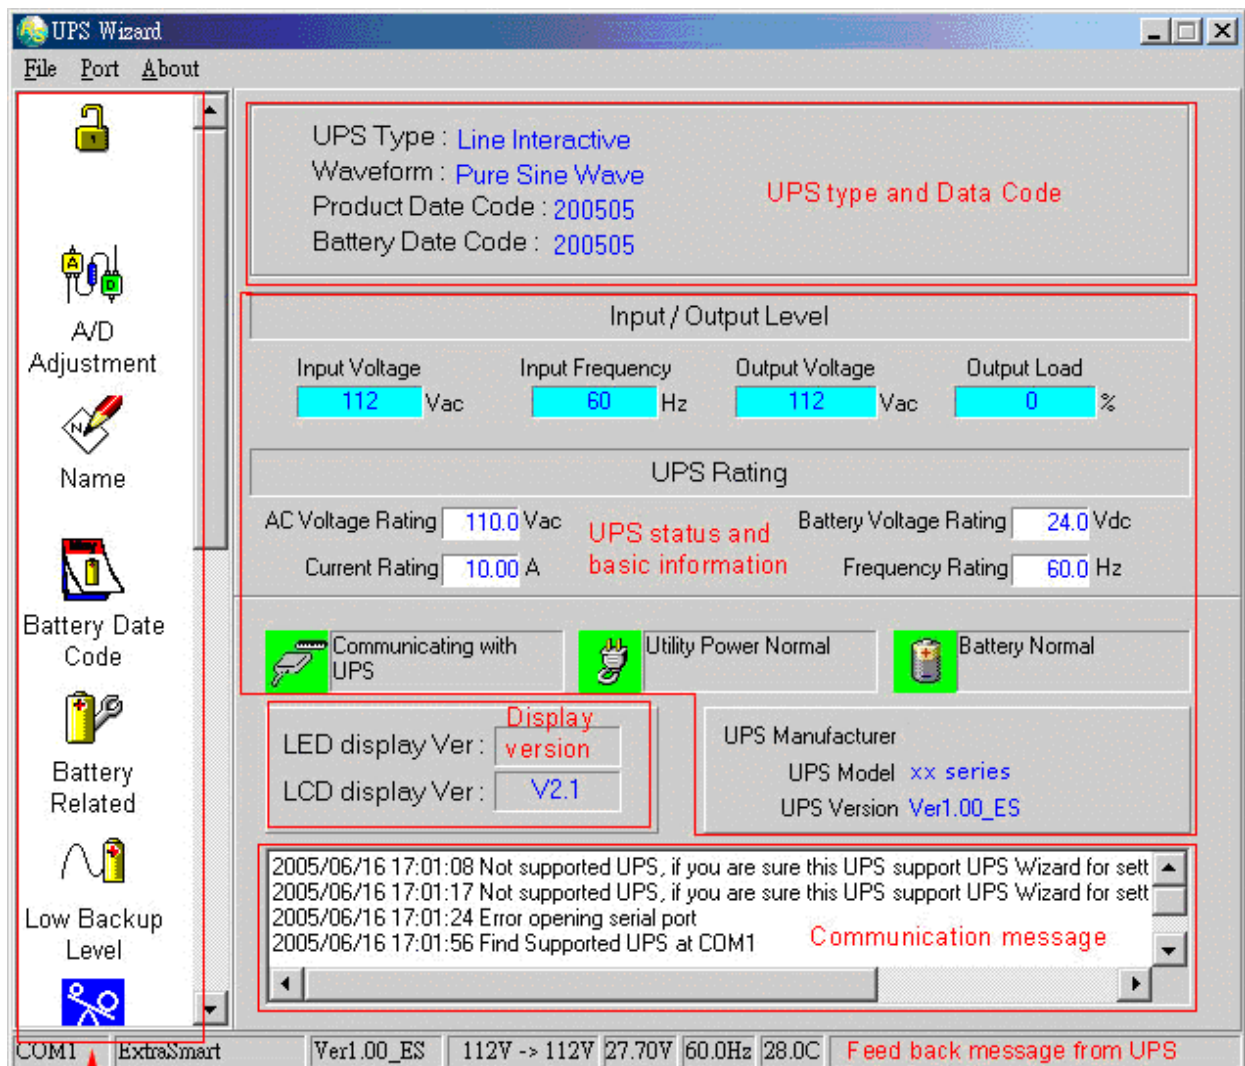 UPS Wizard
File Port About
A/D
Adjustment
Name
Battery Date
Code
Battery
Related
Low Backup
Level
UPS Type : Line Interactive
Waveform : Pure Sine Wave
Product Date Code : 200505
Battery Date Code : 200505
UPS type and Data Code
Input / Output Level
Input Voltage Input Frequency Output Voltage Output Load
112 Vac 60 Hz 112 Vac 0 %
UPS Rating
AC Voltage Rating 110.0 Vac Battery Voltage Rating 24.0 Vdc
Current Rating 10.00 A Frequency Rating 60.0 Hz
UPS status and
basic information
Communicating with
UPS
Utility Power Normal
Battery Normal
LED display Ver :
LCD display Ver : V2.1
Display
version
UPS Manufacturer
UPS Model xx series
UPS Version Ver1.00_ES
2005/06/16 17:01:08 Not supported UPS, if you are sure this UPS support UPS Wizard for sett
2005/06/16 17:01:17 Not supported UPS, if you are sure this UPS support UPS Wizard for sett
2005/06/16 17:01:24 Error opening serial port
2005/06/16 17:01:56 Find Supported UPS at COM1
Communication message
COM1 ExtraSmart Ver1.00_ES 112V -> 112V 27.70V 60.0Hz 28.0C Feed back message from UPS